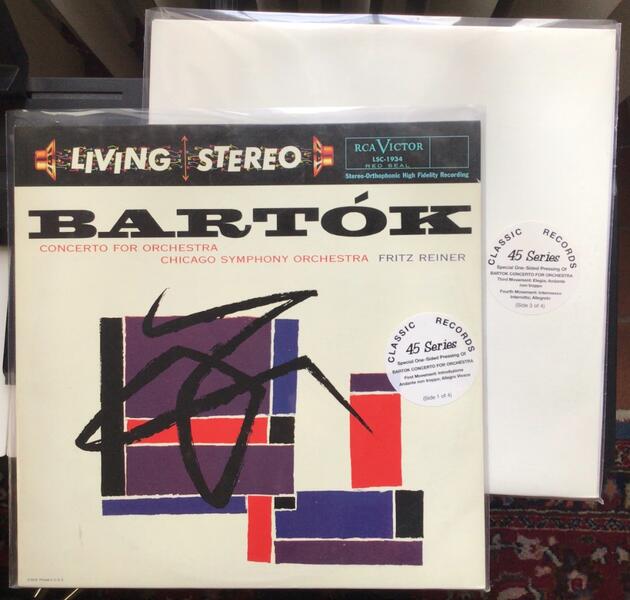 LIVING STEREO
RCA VICTOR
LSC-1934
RED SEAL
Stereo-Orthophonic High Fidelity Recording
BARTÓK
CONCERTO FOR ORCHESTRA
CHICAGO SYMPHONY ORCHESTRA FRITZ REINER
CLASSIC RECORDS
45 Series
Special One-Sided Pressing Of
BARTOK CONCERTO FOR ORCHESTRA
First Movement: Introduzione
Andante non troppo; Allegro Vivace
(Side 1 of 4)
CLASSIC RECORDS
45 Series
Special One-Sided Pressing Of
BARTOK CONCERTO FOR ORCHESTRA
Third Movement: Elegia; Andante
non troppo
Fourth Movement: Intermezzo
Interrotto; Allegreto
(Side 3 of 4)